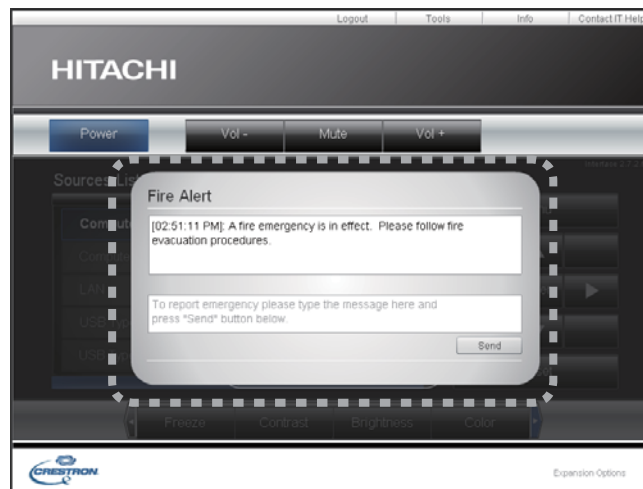 Logout Tools Info Contact IT Help
HITACHI
Power Vol - Mute Vol +
Sources List
Fire Alert
[02:51:11 PM]: A fire emergency is in effect. Please follow fire
evacuation procedures.
To report emergency please type the message here and
press "Send" button below.
Send
LAN
Freeze Contrast Brightness Color
CRESTRON
Expansion Options